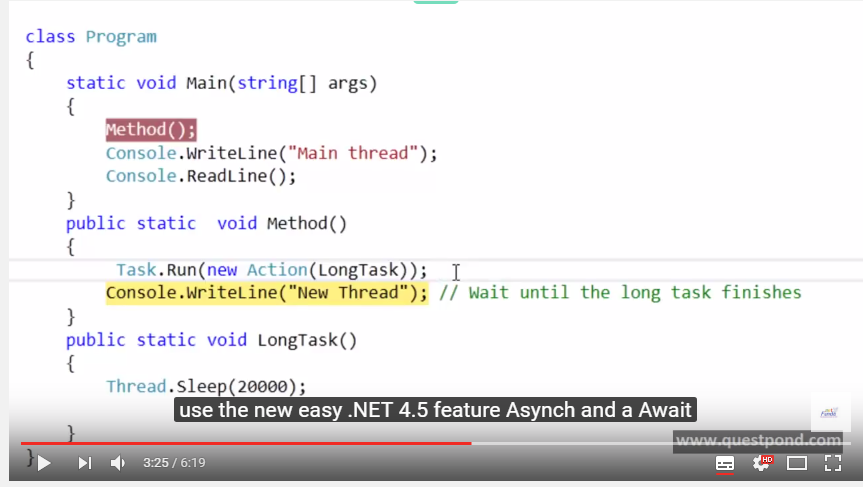 class Program
{
static void Main(string[] args)
{
Method();
Console.WriteLine("Main thread");
Console.ReadLine();
}
public static  void Method()
{
Task.Run(new Action(LongTask));
Console.WriteLine("New Thread"); // Wait until the long task finishes
}
public static void LongTask()
{
Thread.Sleep(20000);
use the new easy .NET 4.5 feature Asynch and a Await
}
www.questpond.com
}
3:25 / 6:19
HD